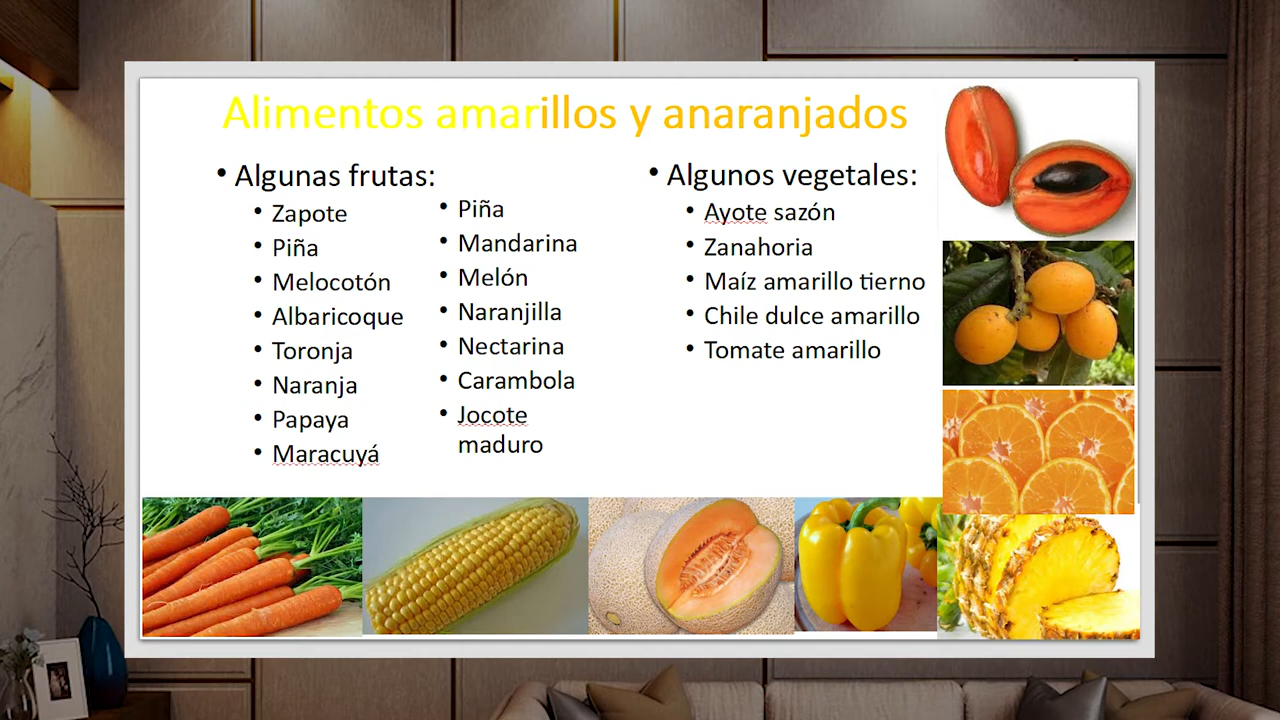 Alimentos amarillos y anaranjados
• Algunas frutas:
• Zapote
• Piña
• Melocotón
• Albaricoque
• Toronja
• Naranja
• Papaya
• Maracuyá
• Piña
• Mandarina
• Melón
• Naranjilla
• Nectarina
• Carambola
• Jocote
maduro
• Algunos vegetales:
• Ayote sazón
• Zanahoria
• Maíz amarillo tierno
• Chile dulce amarillo
• Tomate amarillo